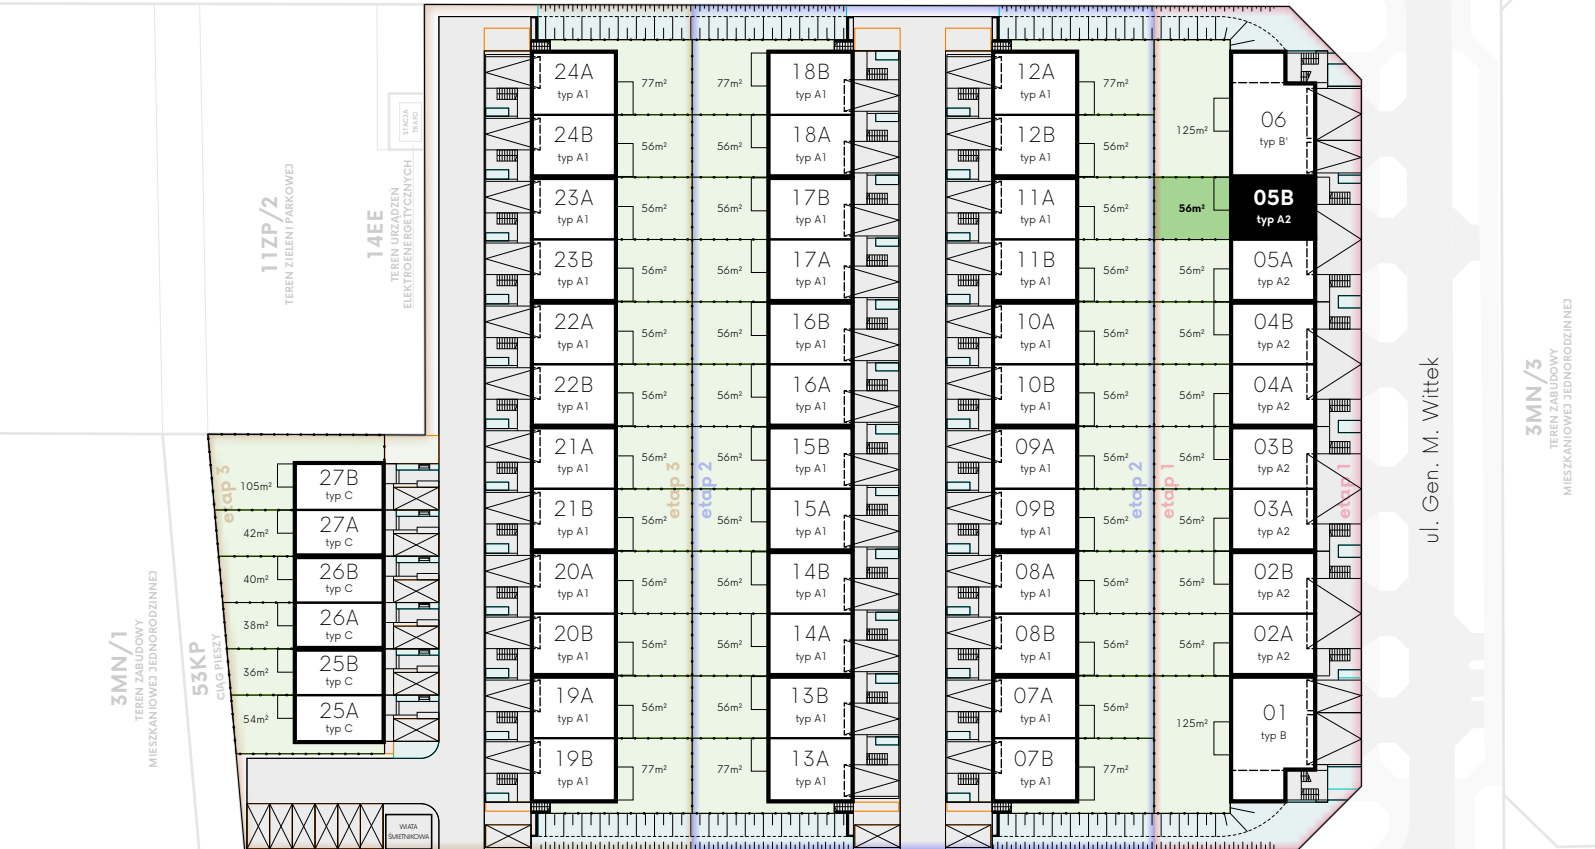 24A
typ A1
77m²
24B
typ A1
56m²
23A
typ A1
56m²
23B
typ A1
56m²
22A
typ A1
56m²
22B
typ A1
56m²
21A
typ A1
56m²
21B
typ A1
56m²
20A
typ A1
56m²
20B
typ A1
56m²
19A
typ A1
56m²
19B
typ A1
77m²
etap 3
etap 2
77m²
18B
typ A1
56m²
18A
typ A1
56m²
17B
typ A1
56m²
17A
typ A1
56m²
16B
typ A1
56m²
16A
typ A1
56m²
15B
typ A1
56m²
15A
typ A1
56m²
14B
typ A1
56m²
14A
typ A1
56m²
13B
typ A1
77m²
13A
typ A1
12A
typ A1
77m²
12B
typ A1
56m²
11A
typ A1
56m²
11B
typ A1
56m²
10A
typ A1
56m²
10B
typ A1
56m²
09A
typ A1
56m²
09B
typ A1
56m²
08A
typ A1
56m²
08B
typ A1
56m²
07A
typ A1
56m²
07B
typ A1
77m²
etap 2
etap 1
125m²
06
typ B'
56m²
05B
typ A2
56m²
05A
typ A2
56m²
04B
typ A2
56m²
04A
typ A2
56m²
03B
typ A2
56m²
03A
typ A2
56m²
02B
typ A2
56m²
02A
typ A2
125m²
01
typ B
etap 1
ul. Gen. M. Wittek
3MN/3
TEREN ZABUDOWY
MIESZKANIOWEJ JEDNORODZINNEJ
11ZP/2
TEREN ZIELENI PARKOWEJ
14EE
TEREN URZĄDZEŃ
ELEKTROENERGETYCZNYCH
STACJA
TRAFO
etap 3
105m²
27B
typ C
42m²
27A
typ C
40m²
26B
typ C
38m²
26A
typ C
36m²
25B
typ C
54m²
25A
typ C
3MN/1
TEREN ZABUDOWY
MIESZKANIOWEJ JEDNORODZINNEJ
53KP
CIĄG PIESZY
WIATA
ŚMIETNIKOWA